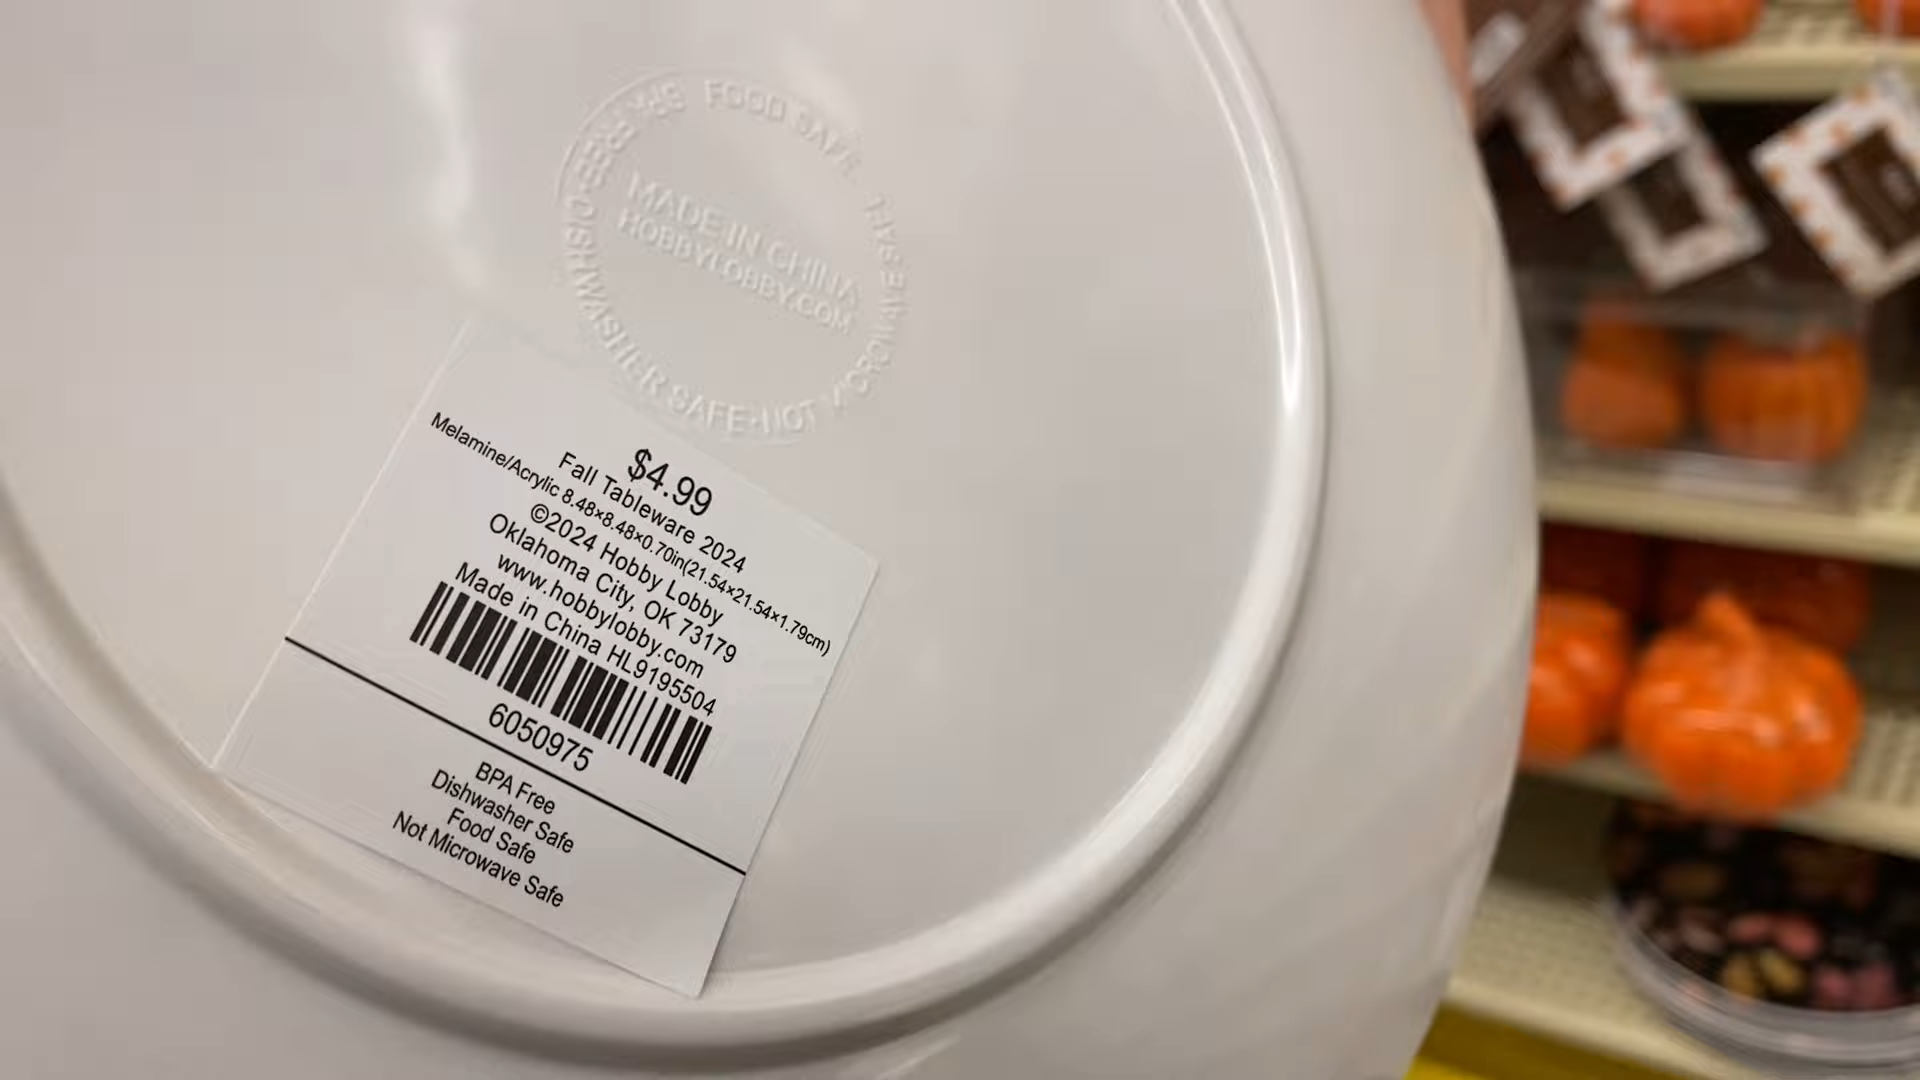 FOOD SAFE
MADE IN CHINA
HOBBYLOBBY.COM
BPA FREE·DISHWASHER SAFE·NOT MICROWAVE SAFE
$4.99
Fall Tableware 2024
Melamine/Acrylic 8.48×8.48×0.70in(21.54×21.54×1.79cm)
©2024 Hobby Lobby
Oklahoma City, OK 73179
www.hobbylobby.com
Made in China HL9195504
6050975
BPA Free
Dishwasher Safe
Food Safe
Not Microwave Safe